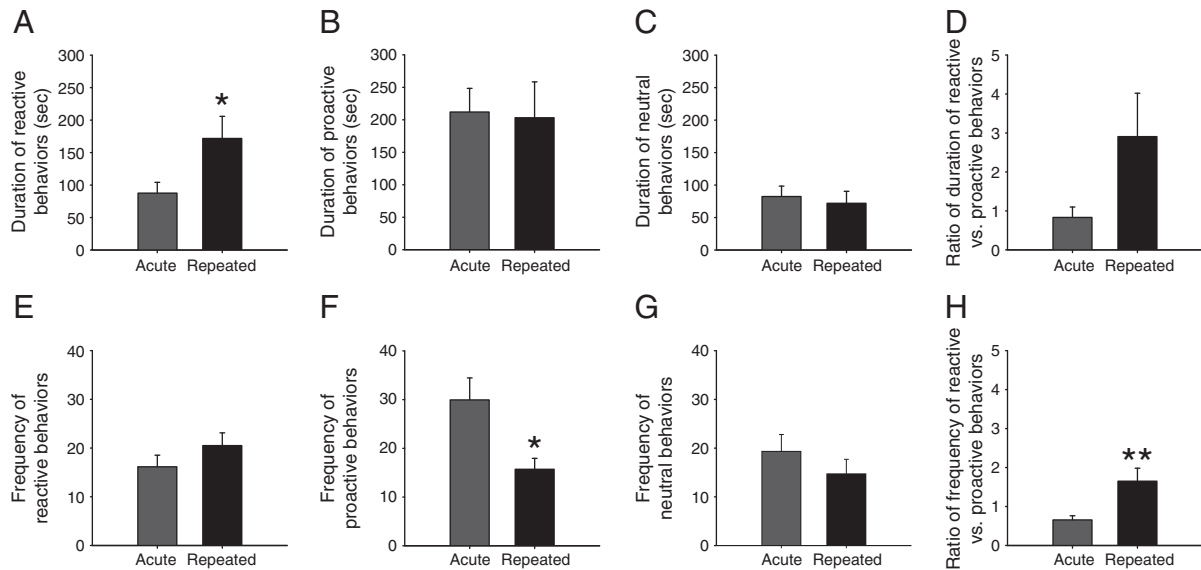 A
Duration of reactive
behaviors (sec)
300
250
200
150
100
50
0
*
Acute Repeated
B
Duration of proactive
behaviors (sec)
300
250
200
150
100
50
0
Acute Repeated
C
Duration of neutral
behaviors (sec)
300
250
200
150
100
50
0
Acute Repeated
D
Ratio of duration of reactive
vs. proactive behaviors
5
4
3
2
1
0
Acute Repeated
E
Frequency of
reactive behaviors
40
30
20
10
0
Acute Repeated
F
Frequency of
proactive behaviors
40
30
20
10
0
*
Acute Repeated
G
Frequency of
neutral behaviors
40
30
20
10
0
Acute Repeated
H
Ratio of frequency of reactive
vs. proactive behaviors
5
4
3
2
1
0
**
Acute Repeated